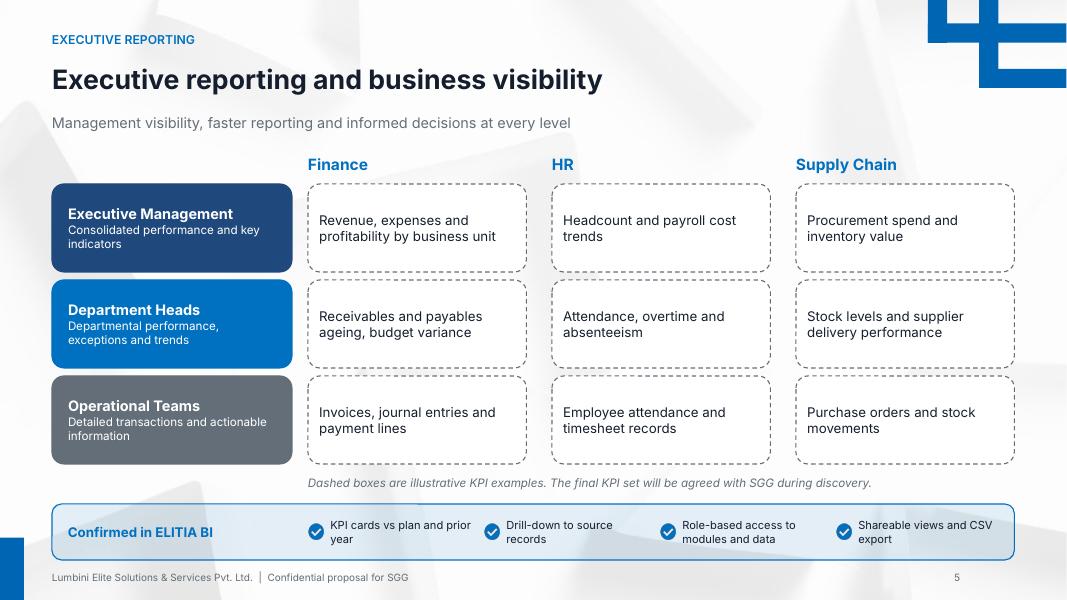 EXECUTIVE REPORTING
Executive reporting and business visibility
Management visibility, faster reporting and informed decisions at every level
Finance
HR
Supply Chain
Executive Management
Consolidated performance and key
indicators
Revenue, expenses and
profitability by business unit
Headcount and payroll cost
trends
Procurement spend and
inventory value
Department Heads
Departmental performance,
exceptions and trends
Receivables and payables
ageing, budget variance
Attendance, overtime and
absenteeism
Stock levels and supplier
delivery performance
Operational Teams
Detailed transactions and actionable
information
Invoices, journal entries and
payment lines
Employee attendance and
timesheet records
Purchase orders and stock
movements
Dashed boxes are illustrative KPI examples. The final KPI set will be agreed with SGG during discovery.
Confirmed in ELITIA BI
KPI cards vs plan and prior
year
Drill-down to source
records
Role-based access to
modules and data
Shareable views and CSV
export
Lumbini Elite Solutions & Services Pvt. Ltd. | Confidential proposal for SGG
5